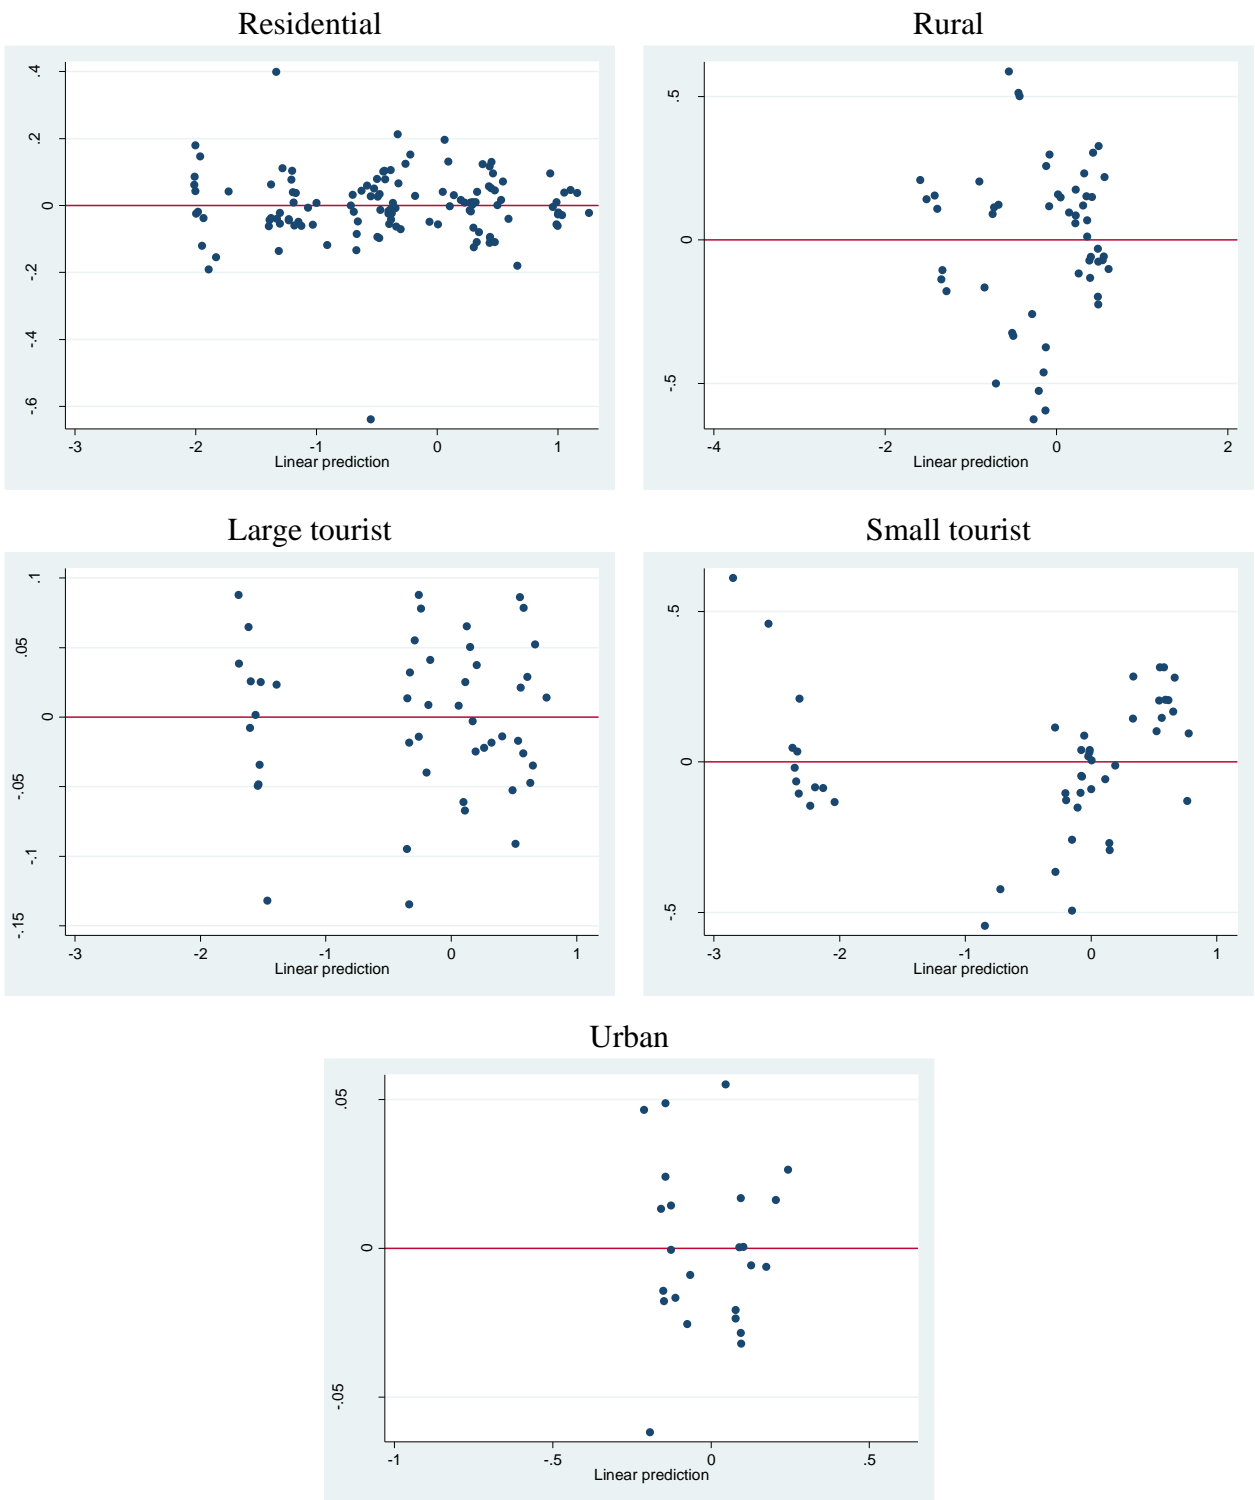 Residential
.4
.2
0
-.2
-.4
-.6
-3 -2 -1 0 1
Linear prediction
Rural
.5
0
-.5
-4 -2 0 2
Linear prediction
Large tourist
.1
.05
0
-.05
-.1
-.15
-3 -2 -1 0 1
Linear prediction
Small tourist
.5
0
-.5
-3 -2 -1 0 1
Linear prediction
Urban
.05
0
-.05
-1 -.5 0 .5
Linear prediction